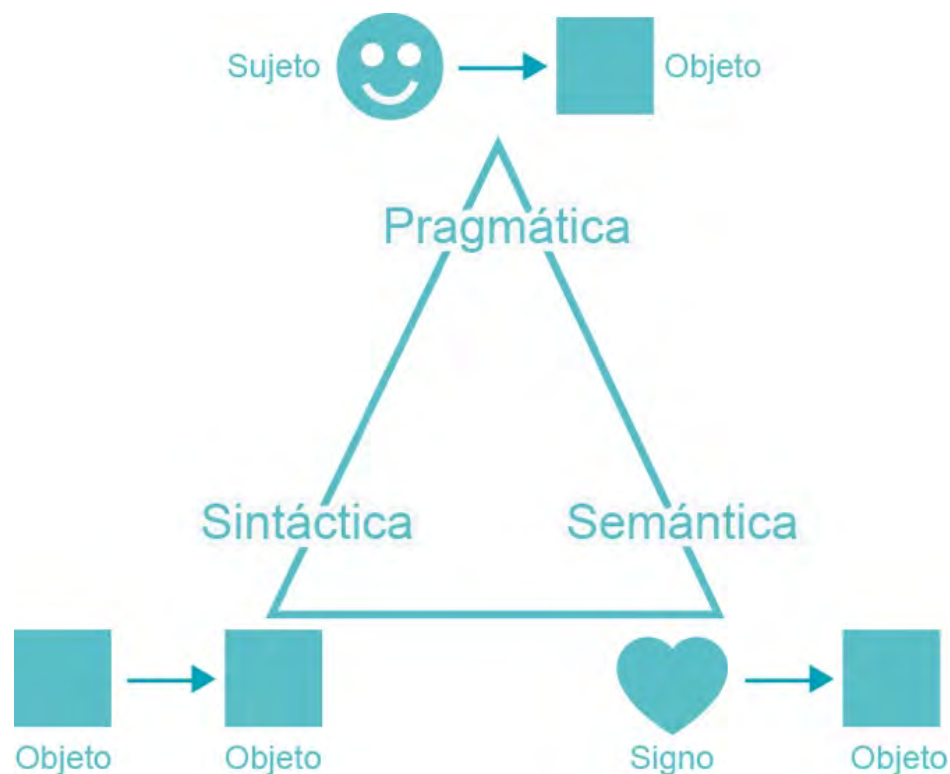 Sujeto
Objeto
Pragmática
Sintáctica
Semántica
Objeto
Objeto
Signo
Objeto